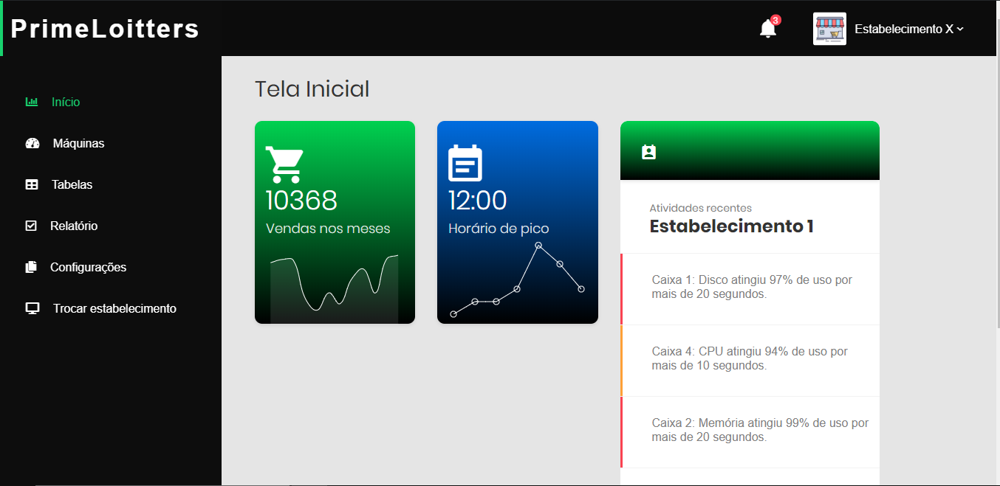 PrimeLoitters
3
Estabelecimento X
Início
Máquinas
Tabelas
Relatório
Configurações
Trocar estabelecimento
Tela Inicial
10368
Vendas nos meses
12:00
Horário de pico
Atividades recentes
Estabelecimento 1
Caixa 1: Disco atingiu 97% de uso por
mais de 20 segundos.
Caixa 4: CPU atingiu 94% de uso por
mais de 10 segundos.
Caixa 2: Memória atingiu 99% de uso por
mais de 20 segundos.